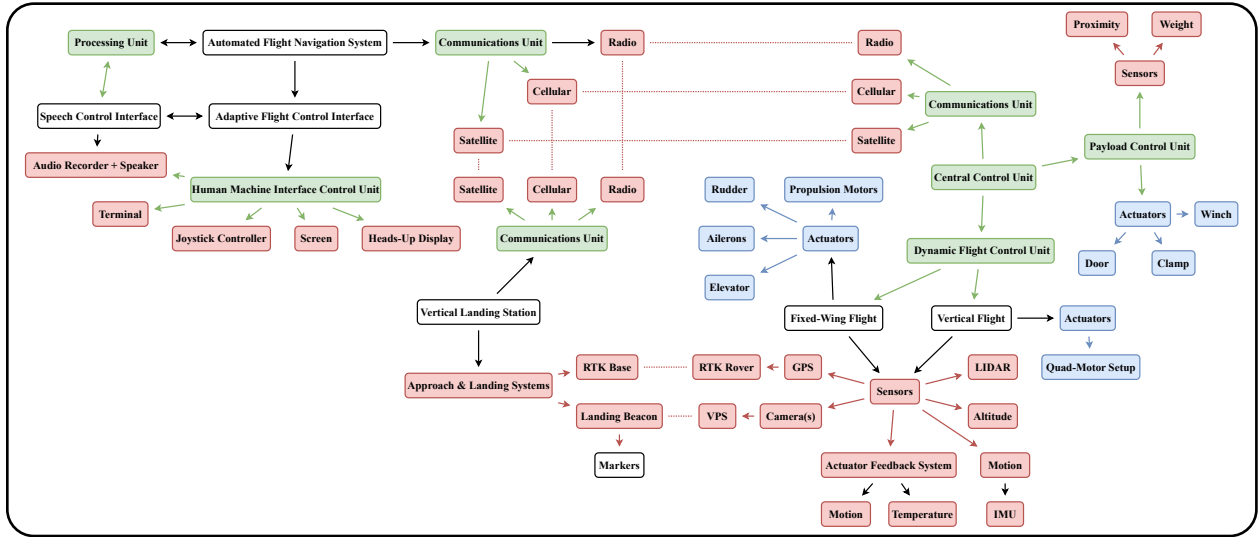 Proximity
Weight
Processing Unit
Automated Flight Navigation System
Communications Unit
Radio
Radio
Sensors
Cellular
Cellular
Communications Unit
Speech Control Interface
Adaptive Flight Control Interface
Satellite
Satellite
Payload Control Unit
Audio Recorder + Speaker
Human Machine Interface Control Unit
Satellite
Cellular
Radio
Rudder
Propulsion Motors
Central Control Unit
Terminal
Actuators
Winch
Joystick Controller
Screen
Heads-Up Display
Communications Unit
Ailerons
Actuators
Dynamic Flight Control Unit
Door
Clamp
Elevator
Vertical Landing Station
Fixed-Wing Flight
Vertical Flight
Actuators
RTK Base
RTK Rover
GPS
LIDAR
Quad-Motor Setup
Approach & Landing Systems
Sensors
Landing Beacon
VPS
Camera(s)
Altitude
Markers
Actuator Feedback System
Motion
Motion
Temperature
IMU